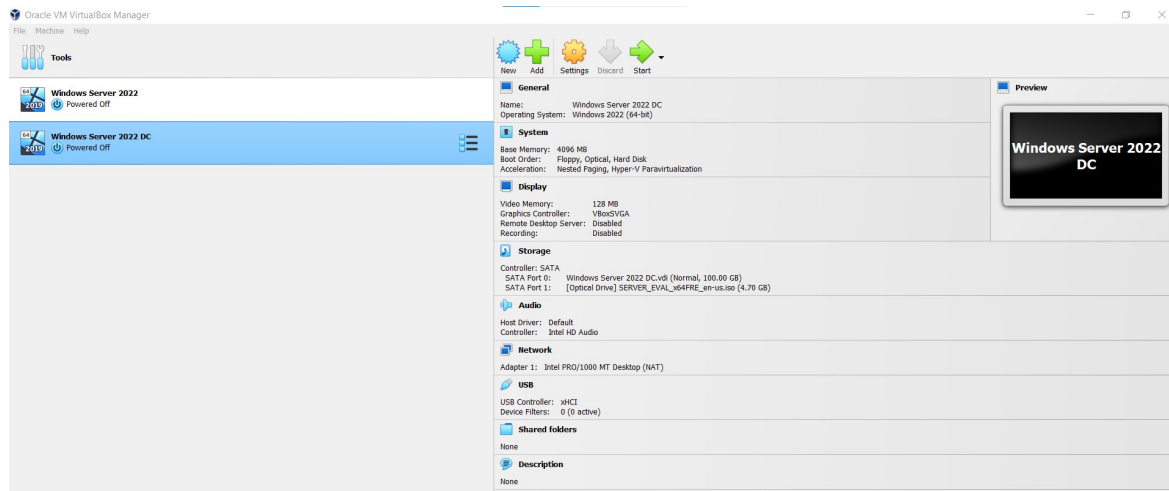 Oracle VM VirtualBox Manager
File Machine Help
Tools
64
2019
Windows Server 2022
Powered Off
64
2019
Windows Server 2022 DC
Powered Off
New Add Settings Discard Start
General
Name: Windows Server 2022 DC
Operating System: Windows 2022 (64-bit)
System
Base Memory: 4096 MB
Boot Order: Floppy, Optical, Hard Disk
Acceleration: Nested Paging, Hyper-V Paravirtualization
Display
Video Memory: 128 MB
Graphics Controller: VBoxSVGA
Remote Desktop Server: Disabled
Recording: Disabled
Storage
Controller: SATA
SATA Port 0: Windows Server 2022 DC.vdi (Normal, 100.00 GB)
SATA Port 1: [Optical Drive] SERVER_EVAL_x64FRE_en-us.iso (4.70 GB)
Audio
Host Driver: Default
Controller: Intel HD Audio
Network
Adapter 1: Intel PRO/1000 MT Desktop (NAT)
USB
USB Controller: xHCI
Device Filters: 0 (0 active)
Shared folders
None
Description
None
Preview
Windows Server 2022
DC